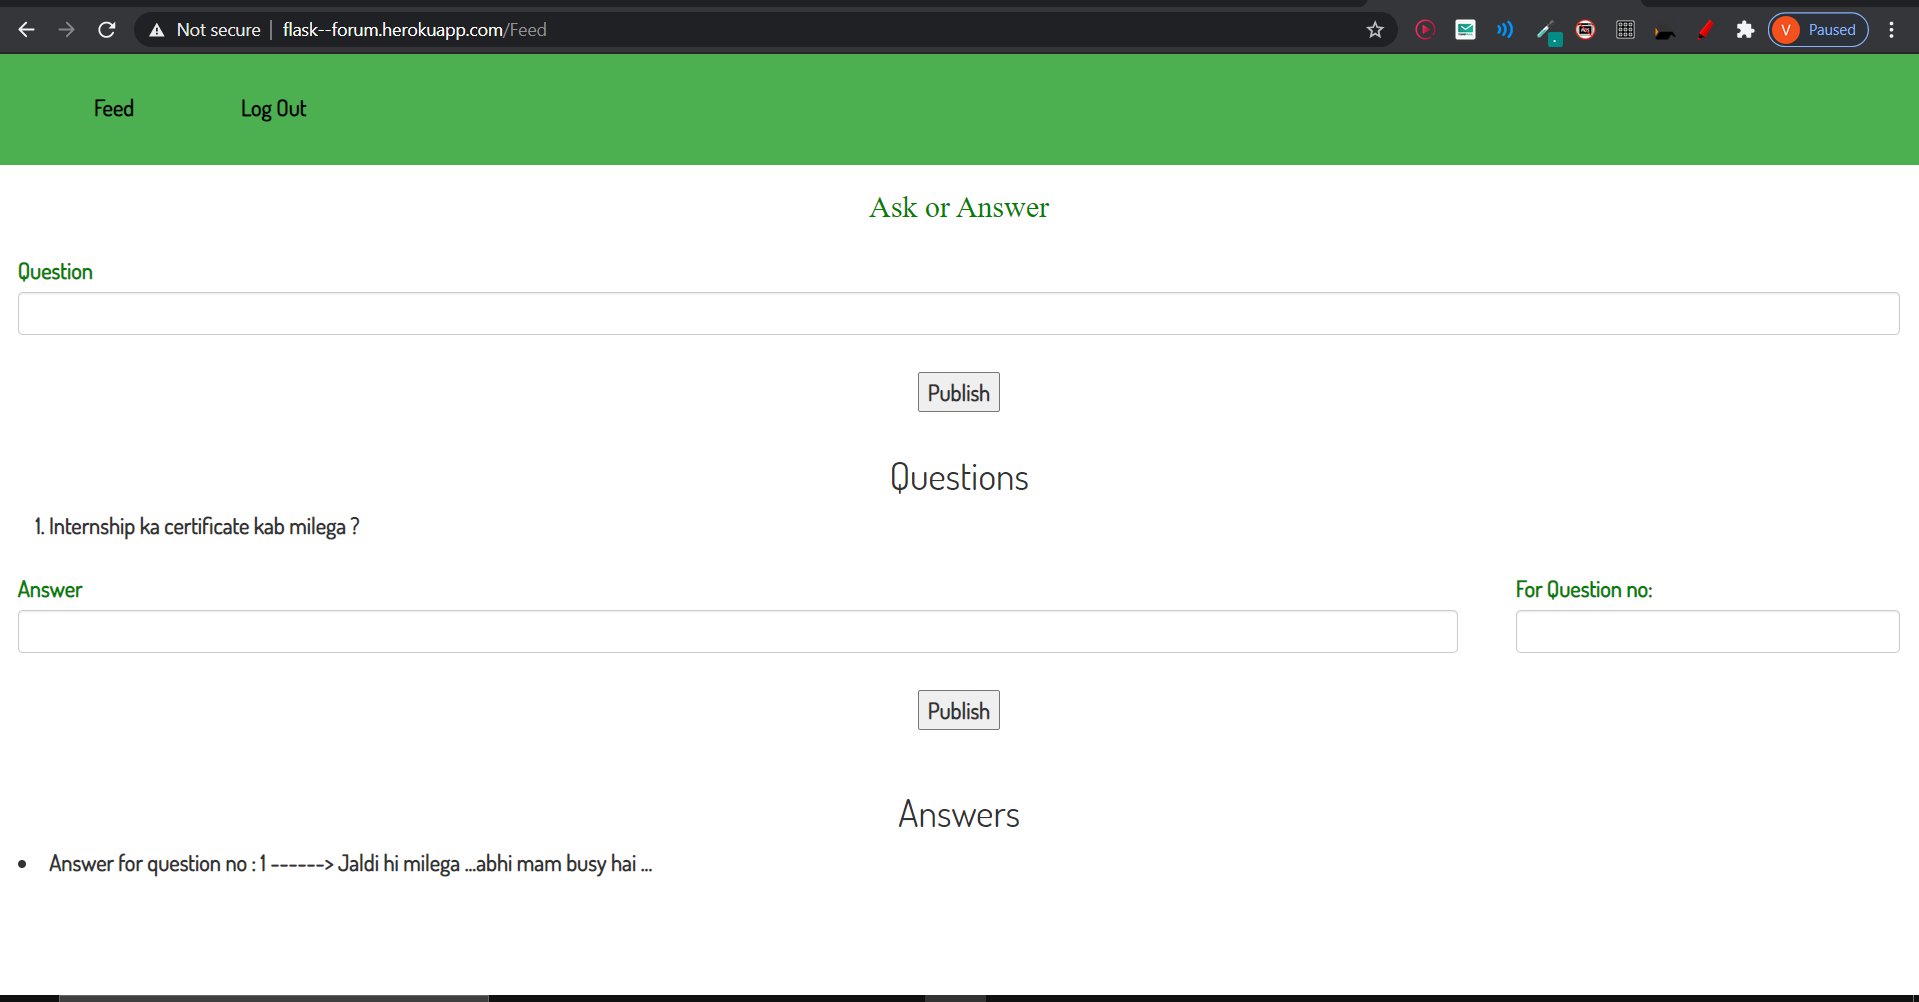 Not secure | flask--forum.herokuapp.com/Feed
V Paused
Feed Log Out
Ask or Answer
Question
Publish
Questions
1. Internship ka certificate kab milega ?
Answer For Question no:
Publish
Answers
Answer for question no : 1 ------> Jaldi hi milega ...abhi mam busy hai ...